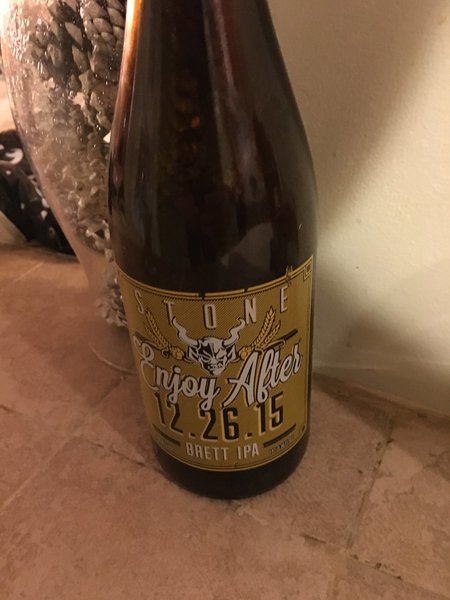 STONE
Enjoy After
12.26.15
BRETT IPA